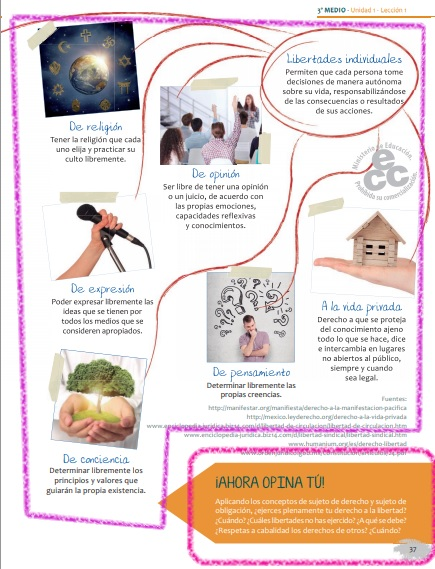 3° MEDIO - Unidad 1 - Lección 1
Libertades individuales
Permiten que cada persona tome
decisiones de manera autónoma
sobre su vida, responsabilizándose
de las consecuencias o resultados
de sus acciones.
De religión
Tener la religión que cada
uno elija y practicar su
culto libremente.
De opinión
Ser libre de tener una opinión
o un juicio, de acuerdo con
las propias emociones,
capacidades reflexivas
y conocimientos.
Ministerio de Educación
ecc
Prohibida su comercialización
De expresión
Poder expresar libremente las
ideas que se tienen por
todos los medios que se
consideren apropiados.
A la vida privada
Derecho a que se proteja
del conocimiento ajeno
todo lo que se hace, dice
e intercambia en lugares
no abiertos al público,
siempre y cuando
sea legal.
De pensamiento
Determinar libremente las
propias creencias.
De conciencia
Determinar libremente los
principios y valores que
guiarán la propia existencia.
Fuentes:
http://manifestar.org/manifiesta/derecho-a-la-manifestacion-pacifica
http://mexico.leyderecho.org/derecho-a-la-vida-privada
www.enciclopedia-juridica.biz14.com/d/libertad-de-circulacion/libertad-de-circulacion.htm
www.enciclopedia-juridica.biz14.com/d/libertad-sindical/libertad-sindical.htm
www.humanium.org/es/derecho-libertad
¡AHORA OPINA TÚ!
Aplicando los conceptos de sujeto de derecho y sujeto de
obligación, ¿ejerces plenamente tu derecho a la libertad?
¿Cuándo? ¿Cuáles libertades no has ejercido? ¿A qué se debe?
¿Respetas a cabalidad los derechos de otros? ¿Cuándo?
37